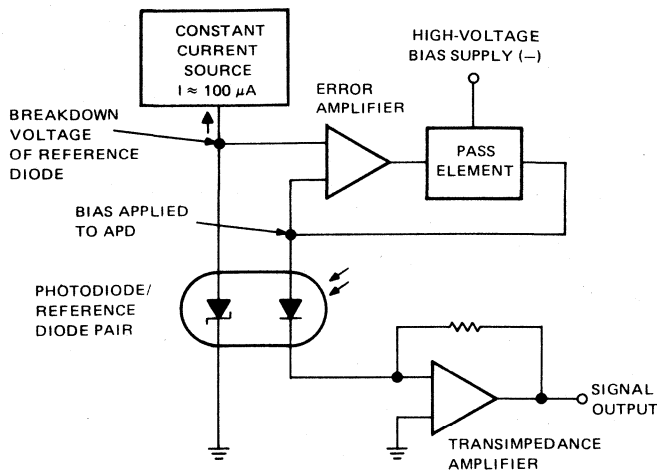 CONSTANT
CURRENT
SOURCE
I ≈ 100 µA
HIGH-VOLTAGE
BIAS SUPPLY (−)
ERROR
AMPLIFIER
BREAKDOWN
VOLTAGE
OF REFERENCE
DIODE
PASS
ELEMENT
BIAS APPLIED
TO APD
PHOTODIODE/
REFERENCE
DIODE PAIR
SIGNAL
OUTPUT
TRANSIMPEDANCE
AMPLIFIER